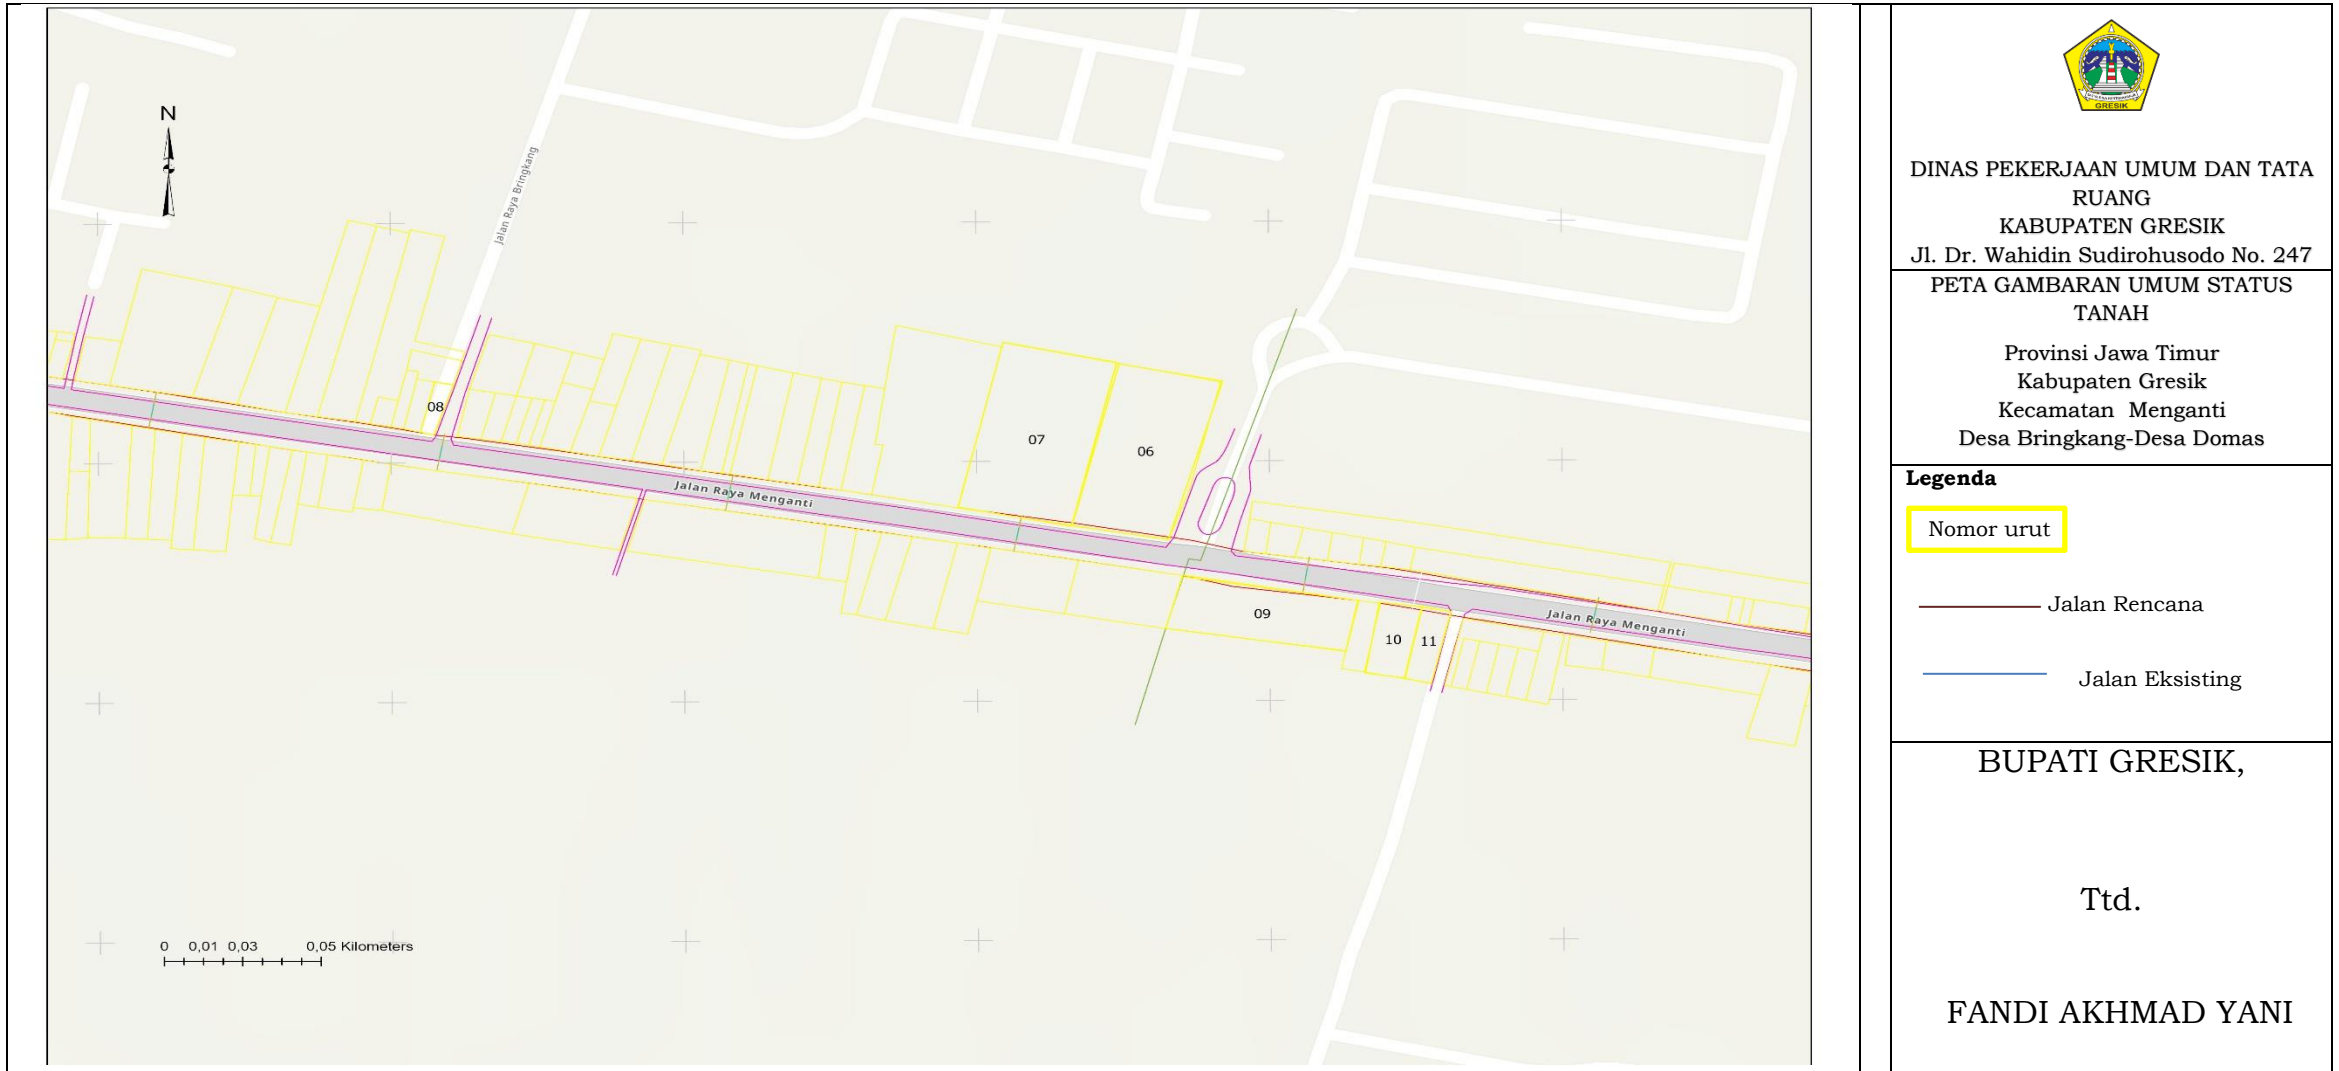 N
Jalan Raya Bringkang
08
07
06
Jalan Raya Menganti
09
10
11
Jalan Raya Menganti
0 0,01 0,03 0,05 Kilometers
GRESIK
DINAS PEKERJAAN UMUM DAN TATA
RUANG
KABUPATEN GRESIK
Jl. Dr. Wahidin Sudirohusodo No. 247
PETA GAMBARAN UMUM STATUS
TANAH
Provinsi Jawa Timur
Kabupaten Gresik
Kecamatan Menganti
Desa Bringkang-Desa Domas
Legenda
Nomor urut
Jalan Rencana
Jalan Eksisting
BUPATI GRESIK,
Ttd.
FANDI AKHMAD YANI